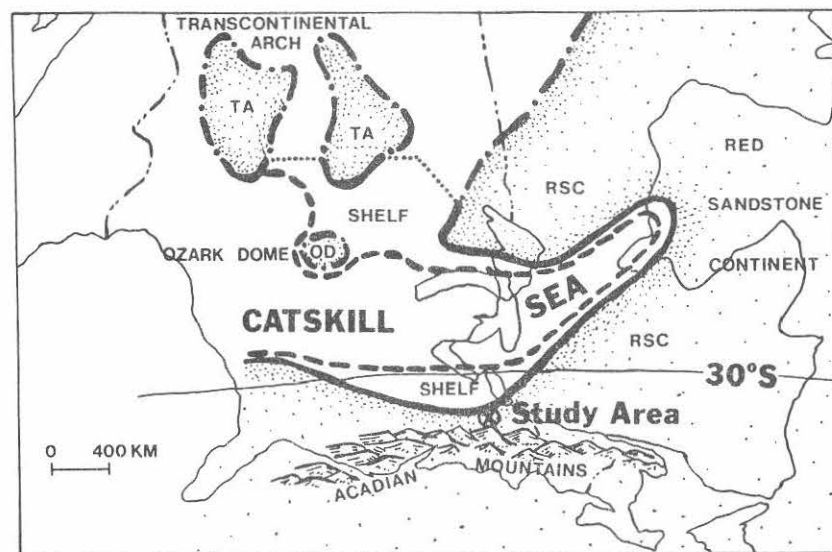 TRANSCONTINENTAL
ARCH
TA
TA
RED
RSC
SANDSTONE
SHELF
OZARK DOME
OD
CONTINENT
SEA
CATSKILL
RSC
30°S
SHELF
Study Area
0 400 KM
MOUNTAINS
ACADIAN